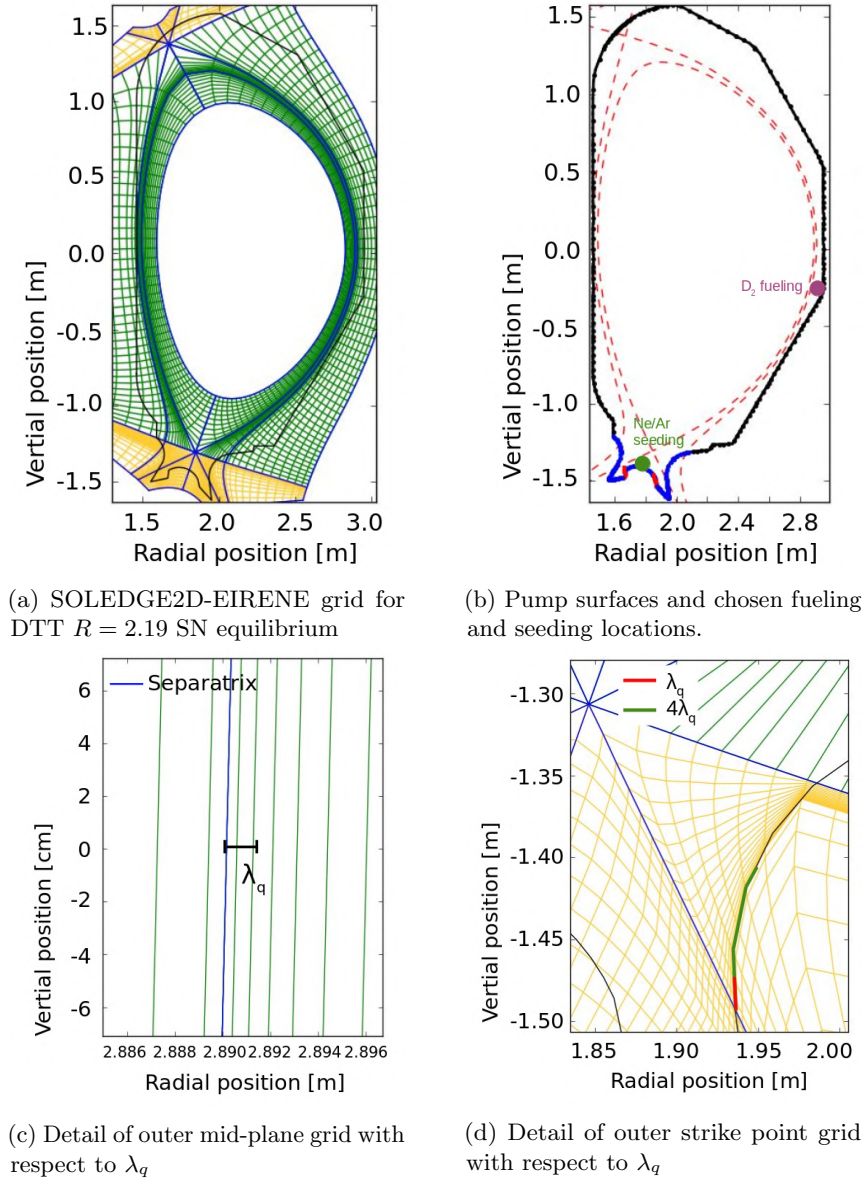 1.5
1.0
0.5
0.0
-0.5
-1.0
-1.5
Vertial position [m]
1.5
2.0
2.5
3.0
Radial position [m]
(a) SOLEDGE2D-EIRENE grid for
DTT R = 2.19 SN equilibrium
1.5
1.0
0.5
0.0
-0.5
-1.0
-1.5
Vertial position [m]
D₂ fueling
Ne/Ar
seeding
1.6
2.0
2.4
2.8
Radial position [m]
(b) Pump surfaces and chosen fueling
and seeding locations.
Separatrix
6
4
2
0
-2
-4
-6
Vertial position [cm]
λq
2.886
2.888
2.890
2.892
2.894
2.896
Radial position [m]
(c) Detail of outer mid-plane grid with
respect to λq
λq
4λq
-1.30
-1.35
-1.40
-1.45
-1.50
Vertial position [m]
1.85
1.90
1.95
2.00
Radial position [m]
(d) Detail of outer strike point grid
with respect to λq